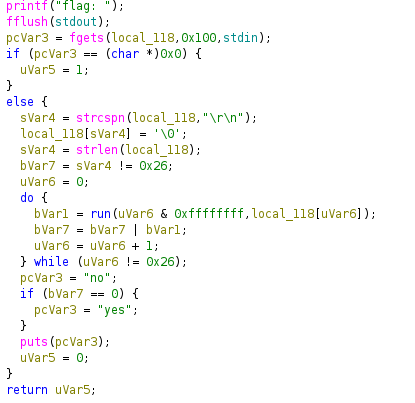 printf("flag: ");
fflush(stdout);
pcVar3 = fgets(local_118,0x100,stdin);
if (pcVar3 == (char *)0x0) {
  uVar5 = 1;
}
else {
  sVar4 = strcspn(local_118,"\r\n");
  local_118[sVar4] = '\0';
  sVar4 = strlen(local_118);
  bVar7 = sVar4 != 0x26;
  uVar6 = 0;
  do {
    bVar1 = run(uVar6 & 0xffffffff,local_118[uVar6]);
    bVar7 = bVar7 | bVar1;
    uVar6 = uVar6 + 1;
  } while (uVar6 != 0x26);
  pcVar3 = "no";
  if (bVar7 == 0) {
    pcVar3 = "yes";
  }
  puts(pcVar3);
  uVar5 = 0;
}
return uVar5;